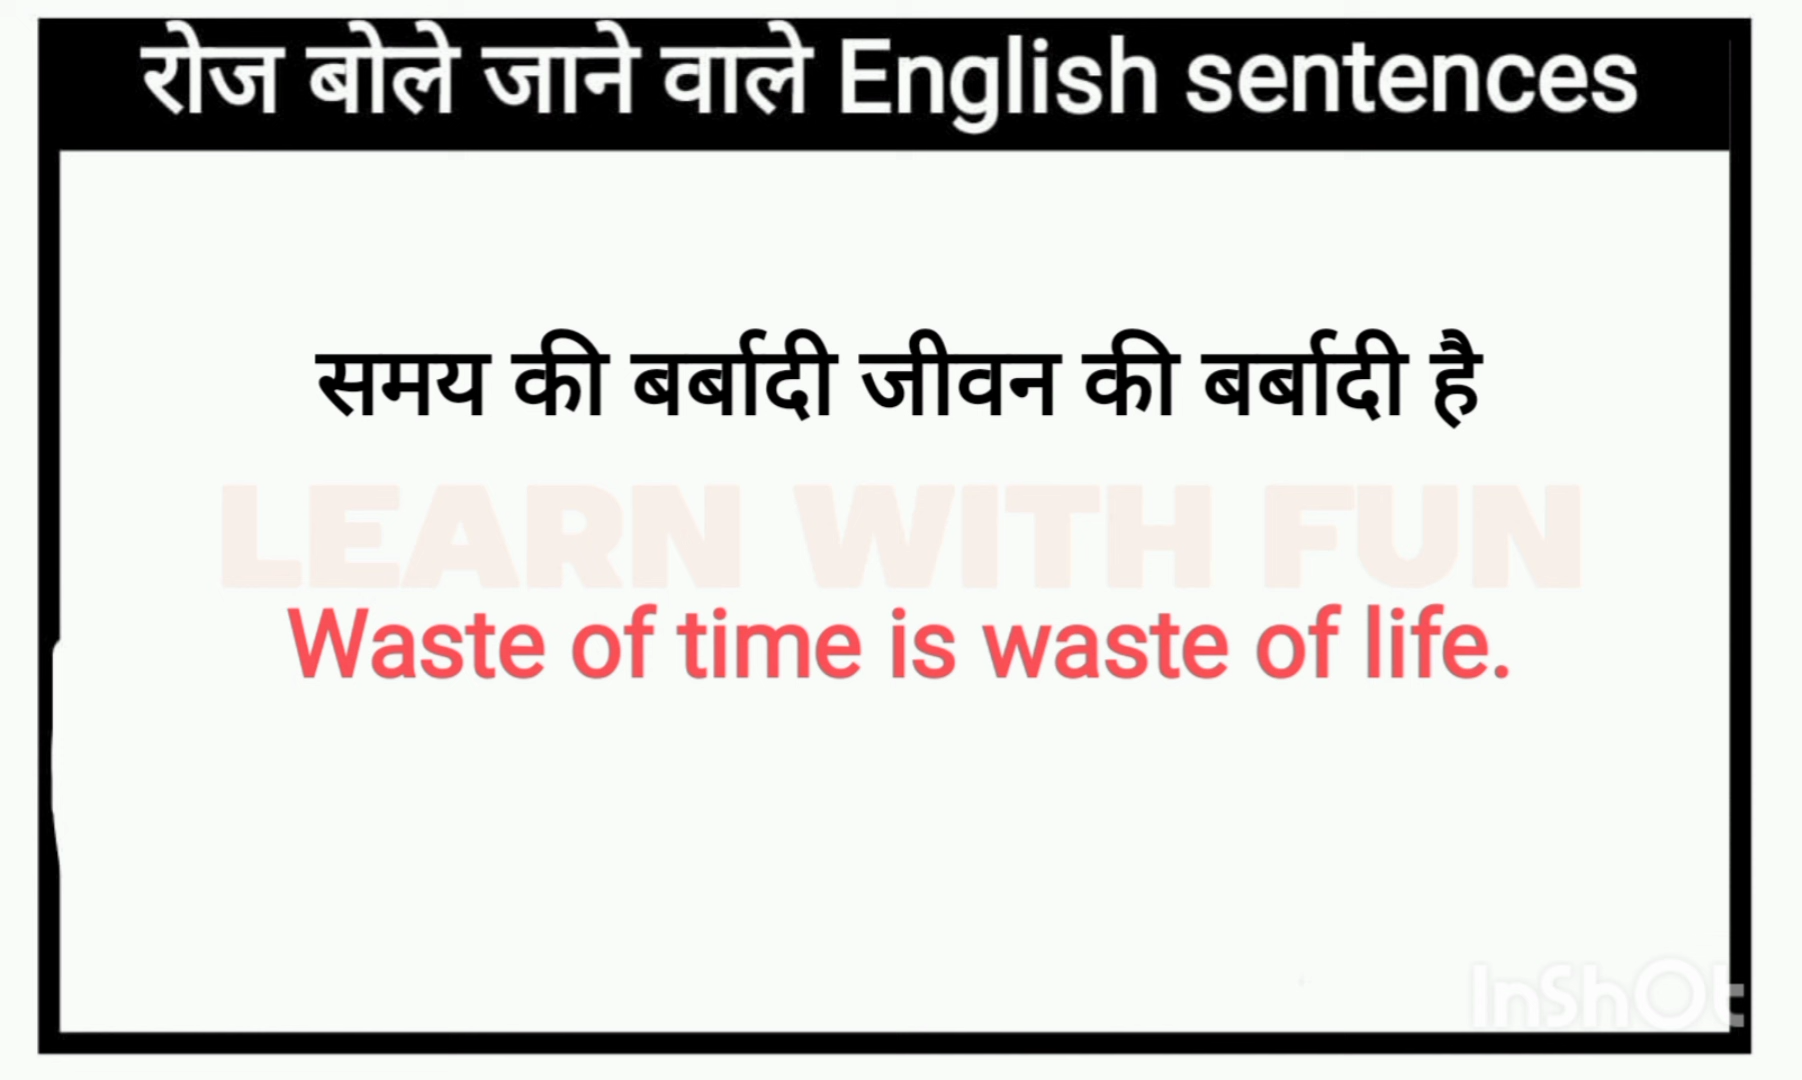 रोज बोले जाने वाले English sentences
समय की बर्बादी जीवन की बर्बादी है
LEARN WITH FUN
Waste of time is waste of life.
InShOt